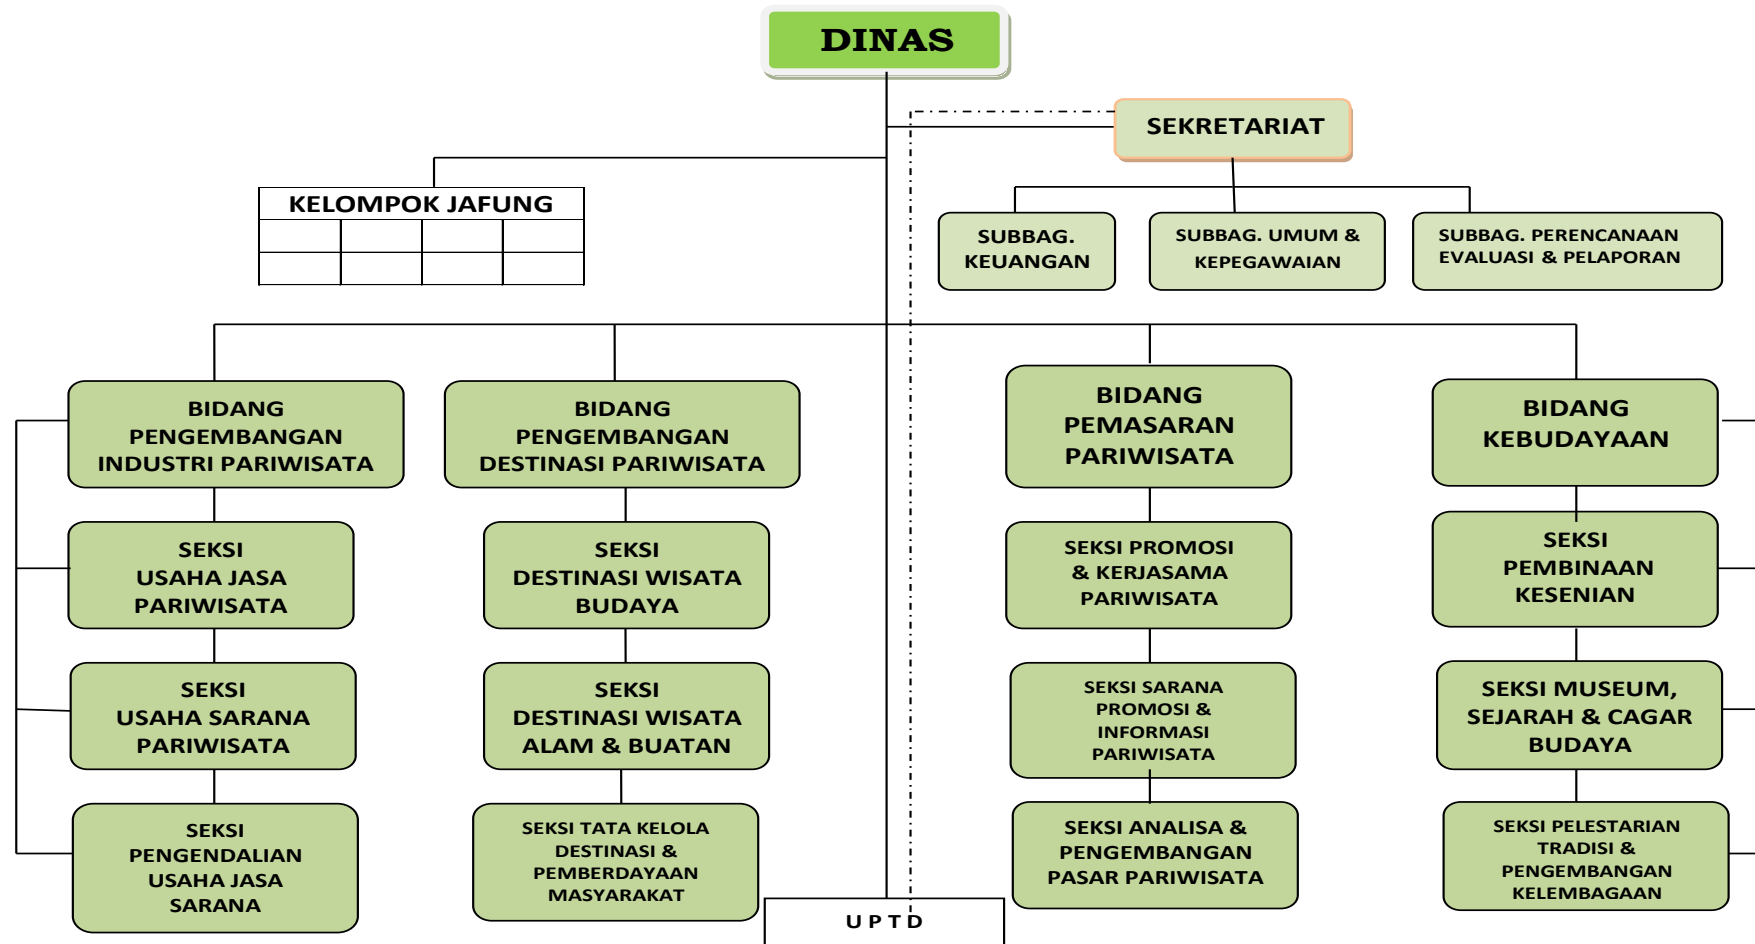 DINAS
SEKRETARIAT
KELOMPOK JAFUNG
SUBBAG.
KEUANGAN
SUBBAG. UMUM &
KEPEGAWAIAN
SUBBAG. PERENCANAAN
EVALUASI & PELAPORAN
BIDANG
PENGEMBANGAN
INDUSTRI PARIWISATA
BIDANG
PENGEMBANGAN
DESTINASI PARIWISATA
BIDANG
PEMASARAN
PARIWISATA
BIDANG
KEBUDAYAAN
SEKSI
USAHA JASA
PARIWISATA
SEKSI
DESTINASI WISATA
BUDAYA
SEKSI PROMOSI
& KERJASAMA
PARIWISATA
SEKSI
PEMBINAAN
KESENIAN
SEKSI
USAHA SARANA
PARIWISATA
SEKSI
DESTINASI WISATA
ALAM & BUATAN
SEKSI SARANA
PROMOSI &
INFORMASI
PARIWISATA
SEKSI MUSEUM,
SEJARAH & CAGAR
BUDAYA
SEKSI
PENGENDALIAN
USAHA JASA
SARANA
SEKSI TATA KELOLA
DESTINASI &
PEMBERDAYAAN
MASYARAKAT
SEKSI ANALISA &
PENGEMBANGAN
PASAR PARIWISATA
SEKSI PELESTARIAN
TRADISI &
PENGEMBANGAN
KELEMBAGAAN
U P T D